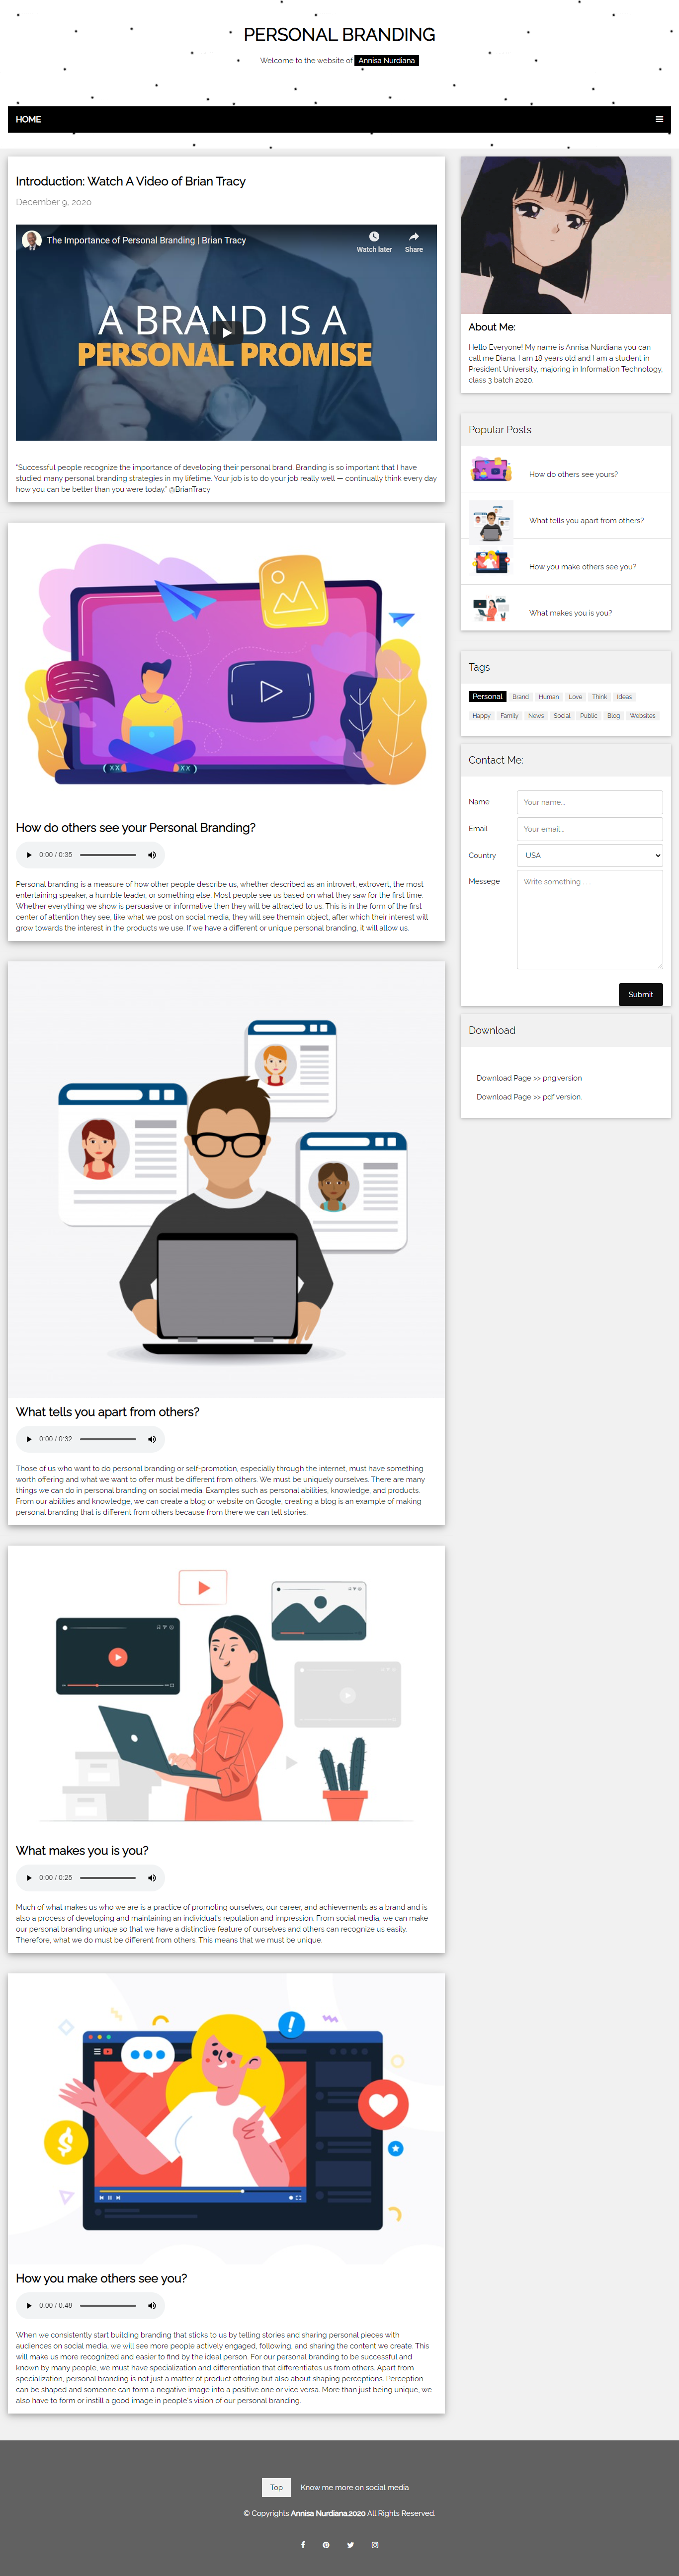 PERSONAL BRANDING
Welcome to the website of Annisa Nurdiana
HOME
Introduction: Watch A Video of Brian Tracy
December 9, 2020
The Importance of Personal Branding | Brian Tracy
Watch later
Share
A BRAND IS A
PERSONAL PROMISE
"Successful people recognize the importance of developing their personal brand. Branding is so important that I have
studied many personal branding strategies in my lifetime. Your job is to do your job really well — continually think every day
how you can be better than you were today." @BrianTracy
How do others see your Personal Branding?
0:00 / 0:35
Personal branding is a measure of how other people describe us, whether described as an introvert, extrovert, the most
entertaining speaker, a humble leader, or something else. Most people see us based on what they saw for the first time.
Whether everything we show is persuasive or informative then they will be attracted to us. This is in the form of the first
center of attention they see, like what we post on social media, they will see themain object, after which their interest will
grow towards the interest in the products we use. If we have a different or unique personal branding, it will allow us.
What tells you apart from others?
0:00 / 0:32
Those of us who want to do personal branding or self-promotion, especially through the internet, must have something
worth offering and what we want to offer must be different from others. We must be uniquely ourselves. There are many
things we can do in personal branding on social media. Examples such as personal abilities, knowledge, and products.
From our abilities and knowledge, we can create a blog or website on Google, creating a blog is an example of making
personal branding that is different from others because from there we can tell stories.
What makes you is you?
0:00 / 0:25
Much of what makes us who we are is a practice of promoting ourselves, our career, and achievements as a brand and is
also a process of developing and maintaining an individual's reputation and impression. From social media, we can make
our personal branding unique so that we have a distinctive feature of ourselves and others can recognize us easily.
Therefore, what we do must be different from others. This means that we must be unique.
How you make others see you?
0:00 / 0:48
When we consistently start building branding that sticks to us by telling stories and sharing personal pieces with
audiences on social media, we will see more people actively engaged, following, and sharing the content we create. This
will make us more recognized and easier to find by the ideal person. For our personal branding to be successful and
known by many people, we must have specialization and differentiation that differentiates us from others. Apart from
specialization, personal branding is not just a matter of product offering but also about shaping perceptions. Perception
can be shaped and someone can form a negative image into a positive one or vice versa. More than just being unique, we
also have to form or instill a good image in people's vision of our personal branding.
About Me:
Hello Everyone! My name is Annisa Nurdiana you can
call me Diana. I am 18 years old and I am a student in
President University, majoring in Information Technology,
class 3 batch 2020.
Popular Posts
How do others see yours?
What tells you apart from others?
How you make others see you?
What makes you is you?
Tags
Personal Brand Human Love Think Ideas
Happy Family News Social Public Blog Websites
Contact Me:
Name
Your name..
Email
Your email..
Country
USA
Messege
Write something . . .
Submit
Download
Download Page >> png.version
Download Page >> pdf version.
Top
Know me more on social media
© Copyrights Annisa Nurdiana.2020 All Rights Reserved.